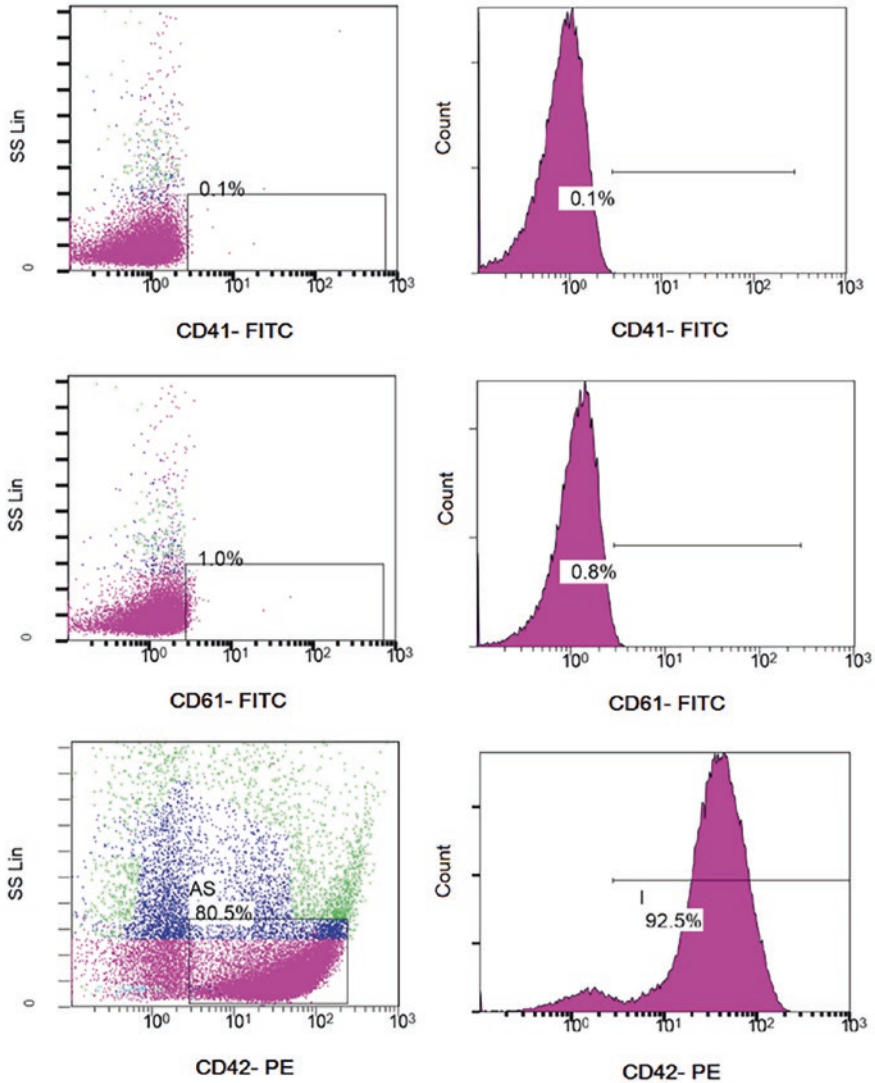 SS Lin
0.1%
0
10⁰ 10¹ 10² 10³
CD41- FITC
Count
0.1%
10⁰ 10¹ 10² 10³
CD41- FITC
SS Lin
1.0%
0
10⁰ 10¹ 10² 10³
CD61- FITC
Count
0.8%
10⁰ 10¹ 10² 10³
CD61- FITC
SS Lin
AS
80.5%
0
10⁰ 10¹ 10² 10³
CD42- PE
Count
I
92.5%
10⁰ 10¹ 10² 10³
CD42- PE